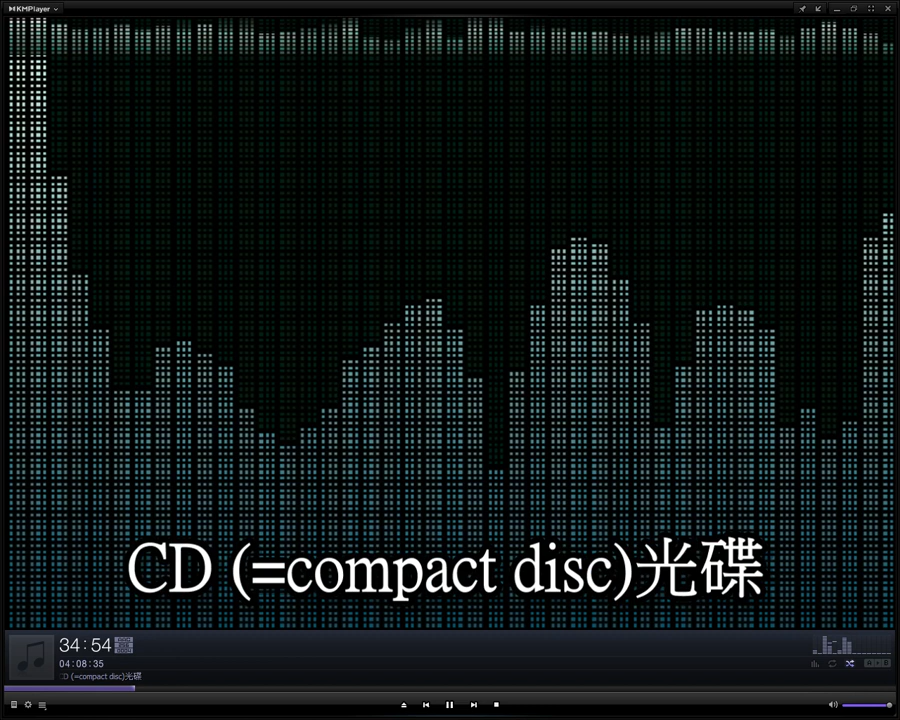 KMPlayer
CD (=compact disc)光碟
34:54
04:08:35
CD (=compact disc)光碟